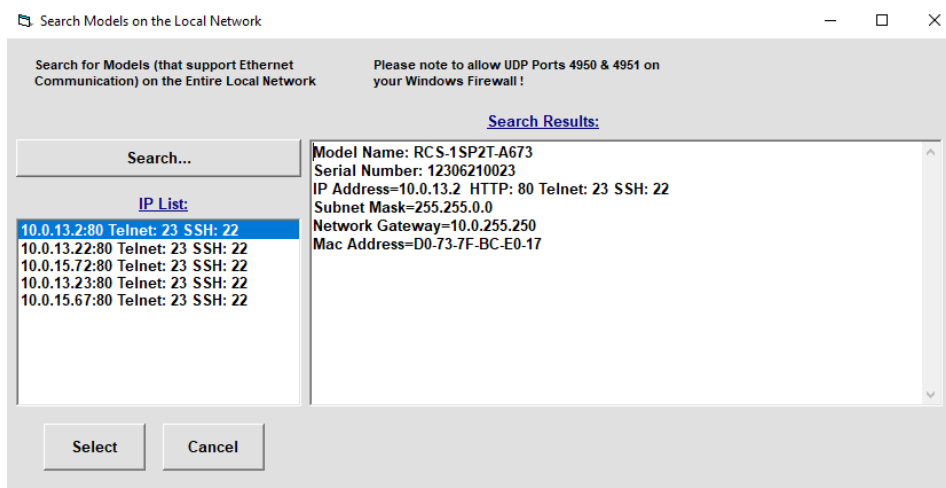 Search Models on the Local Network
Search for Models (that support Ethernet
Communication) on the Entire Local Network
Please note to allow UDP Ports 4950 & 4951 on
your Windows Firewall !
Search Results:
Search...
IP List:
10.0.13.2:80 Telnet: 23 SSH: 22
10.0.13.22:80 Telnet: 23 SSH: 22
10.0.15.72:80 Telnet: 23 SSH: 22
10.0.13.23:80 Telnet: 23 SSH: 22
10.0.15.67:80 Telnet: 23 SSH: 22
Model Name: RCS-1SP2T-A673
Serial Number: 12306210023
IP Address=10.0.13.2 HTTP: 80 Telnet: 23 SSH: 22
Subnet Mask=255.255.0.0
Network Gateway=10.0.255.250
Mac Address=D0-73-7F-BC-E0-17
Select
Cancel